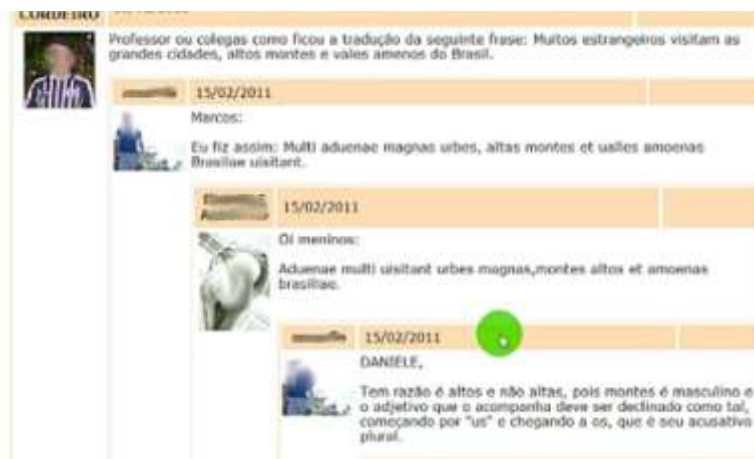 CORDEIRO
Professor ou colegas como ficou a tradução da seguinte frase: Muitos estrangeiros visitam as
grandes cidades, altos montes e vales amenos do Brasil.
15/02/2011
Marcos:
Eu fiz assim: Multi aduenae magnas urbes, altas montes et ualles amoenas
Brasiliae uisitant.
15/02/2011
Oi meninos:
Aduenae multi uisitant urbes magnas,montes altos et amoenas
brasiliae.
15/02/2011
DANIELE,
Tem razão é altos e não altas, pois montes é masculino e
o adjetivo que o acompanha deve ser declinado como tal,
começando por "us" e chegando a os, que é seu acusativo
plural.